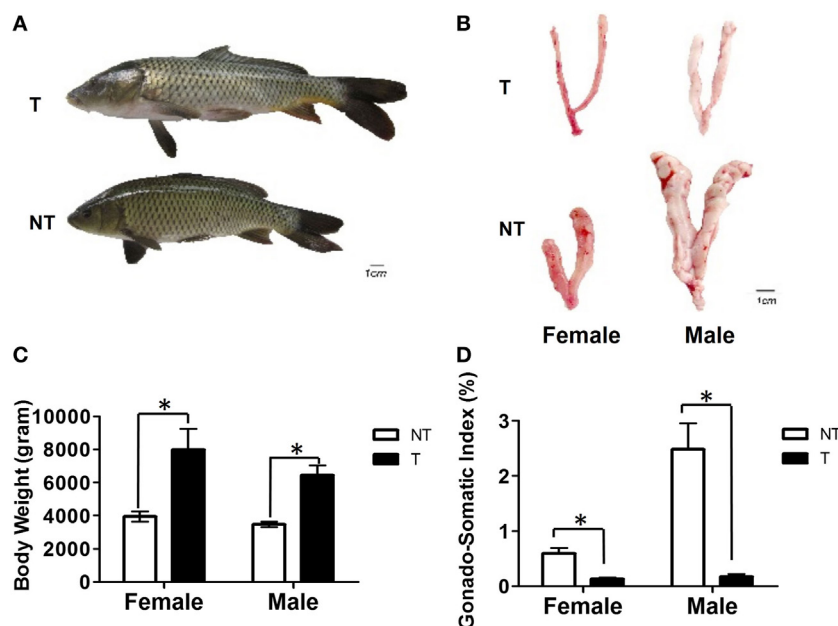 A
T
NT
1cm
B
T
NT
1cm
Female Male
C
Body Weight (gram)
10000
8000
6000
4000
2000
0
*
*
NT
T
Female Male
D
Gonado-Somatic Index (%)
3
2
1
0
*
*
NT
T
Female Male